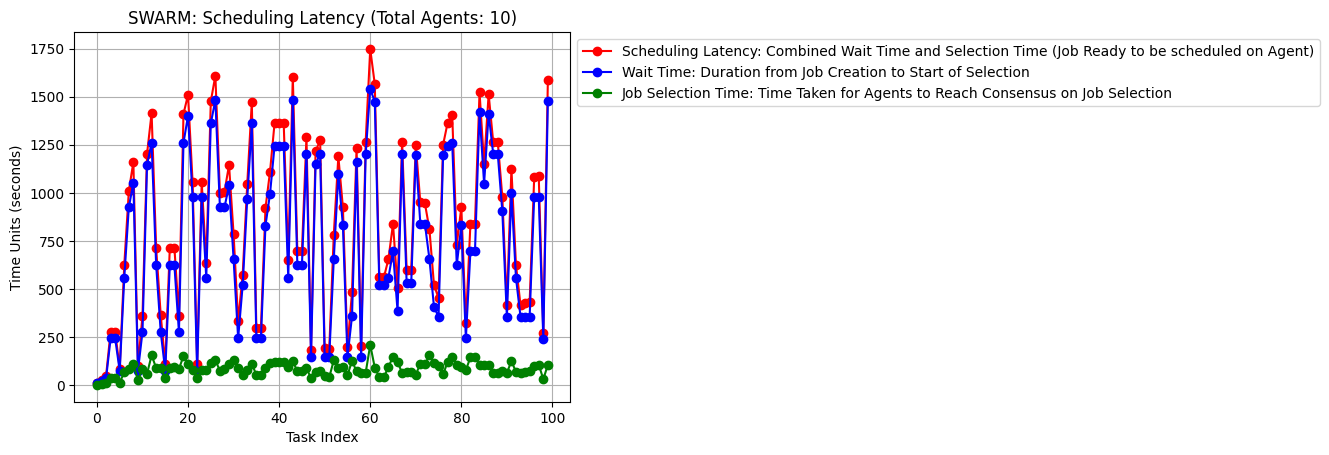 SWARM: Scheduling Latency (Total Agents: 10)
Scheduling Latency: Combined Wait Time and Selection Time (Job Ready to be scheduled on Agent)
Wait Time: Duration from Job Creation to Start of Selection
Job Selection Time: Time Taken for Agents to Reach Consensus on Job Selection
Time Units (seconds)
1750
1500
1250
1000
750
500
250
0
0 20 40 60 80 100
Task Index